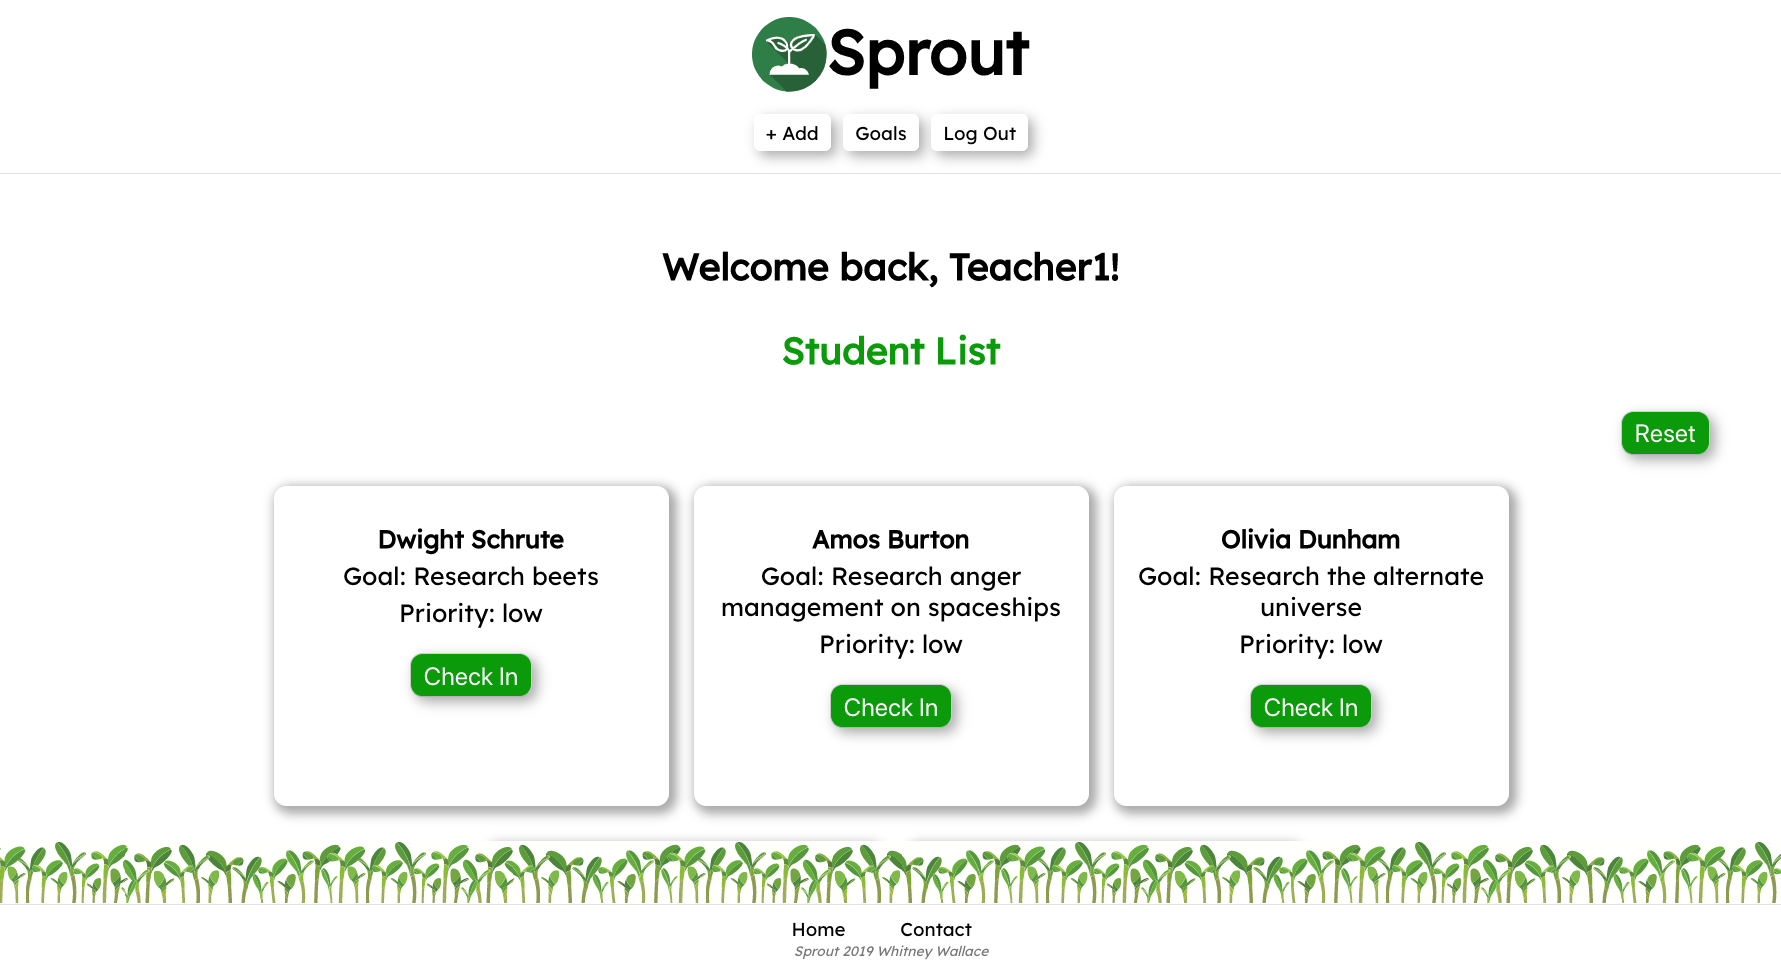 Sprout
+ Add Goals Log Out
Welcome back, Teacher1!
Student List
Reset
Dwight Schrute
Goal: Research beets
Priority: low
Check In
Amos Burton
Goal: Research anger
management on spaceships
Priority: low
Check In
Olivia Dunham
Goal: Research the alternate
universe
Priority: low
Check In
Home Contact
Sprout 2019 Whitney Wallace